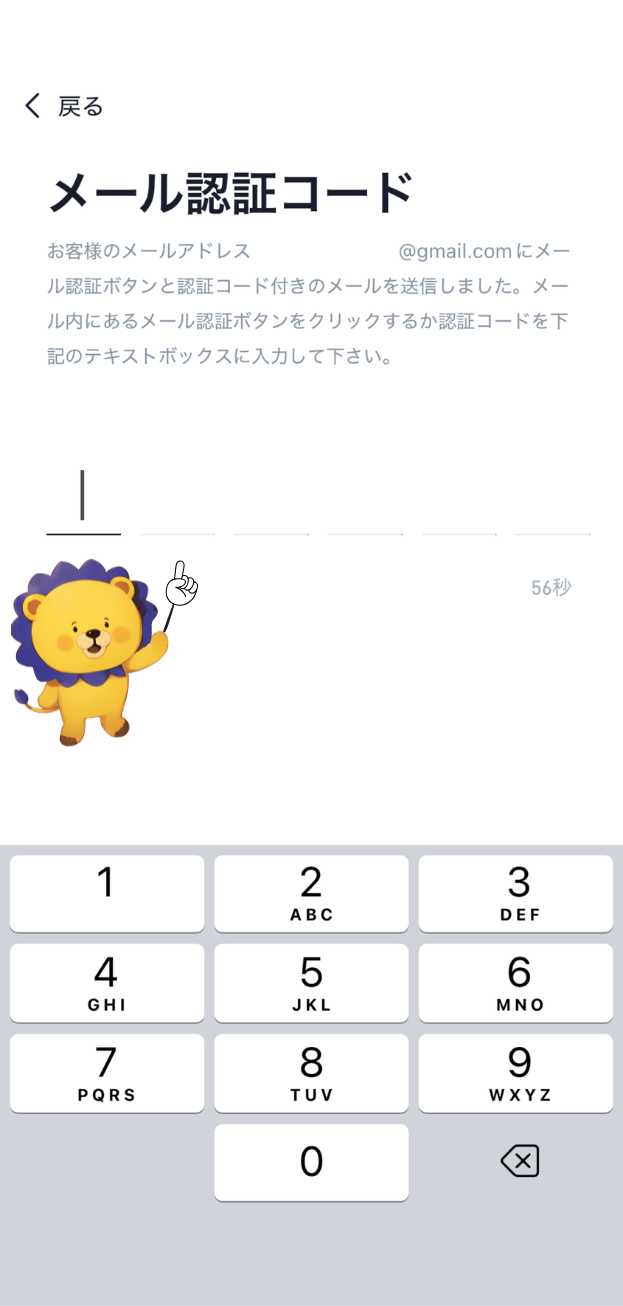 戻る
メール認証コード
お客様のメールアドレス @gmail.comにメー
ル認証ボタンと認証コード付きのメールを送信しました。メー
ル内にあるメール認証ボタンをクリックするか認証コードを下
記のテキストボックスに入力して下さい。
56秒
1 2 3
ABC DEF
4 5 6
GHI JKL MNO
7 8 9
PQRS TUV WXYZ
0